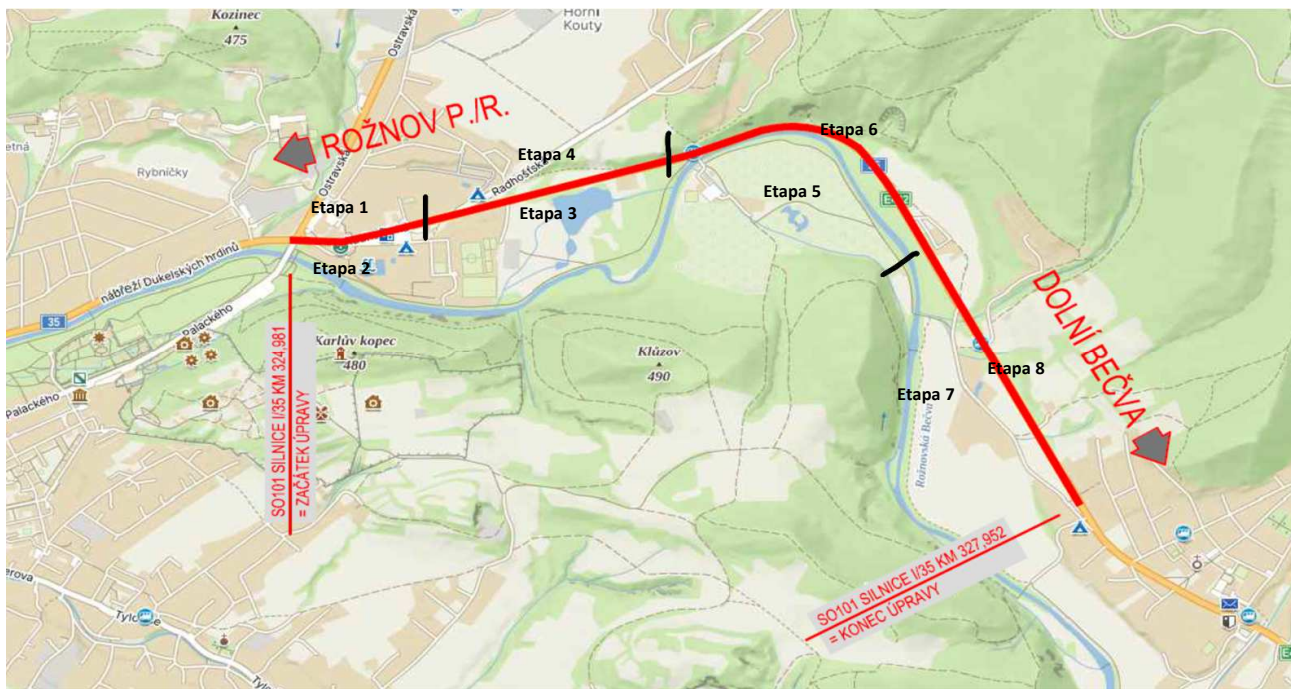 Kozinec
475
Horní
Kouty
Ostravská
ROŽNOV P./R.
Rybníčky
Ostravská
Radhošťská
Etapa 4
Etapa 6
Etapa 1
Etapa 3
Etapa 5
Etapa 2
nábřeží Dukelských hrdinů
35
Palackého
Palackého
Karlův kopec
480
Klůzov
490
SO101 SILNICE I/35 KM 324,981
= ZAČÁTEK ÚPRAVY
Etapa 7
Etapa 8
DOLNÍ BEČVA
Rožnovská Bečva
SO101 SILNICE I/35 KM 327,952
= KONEC ÚPRAVY